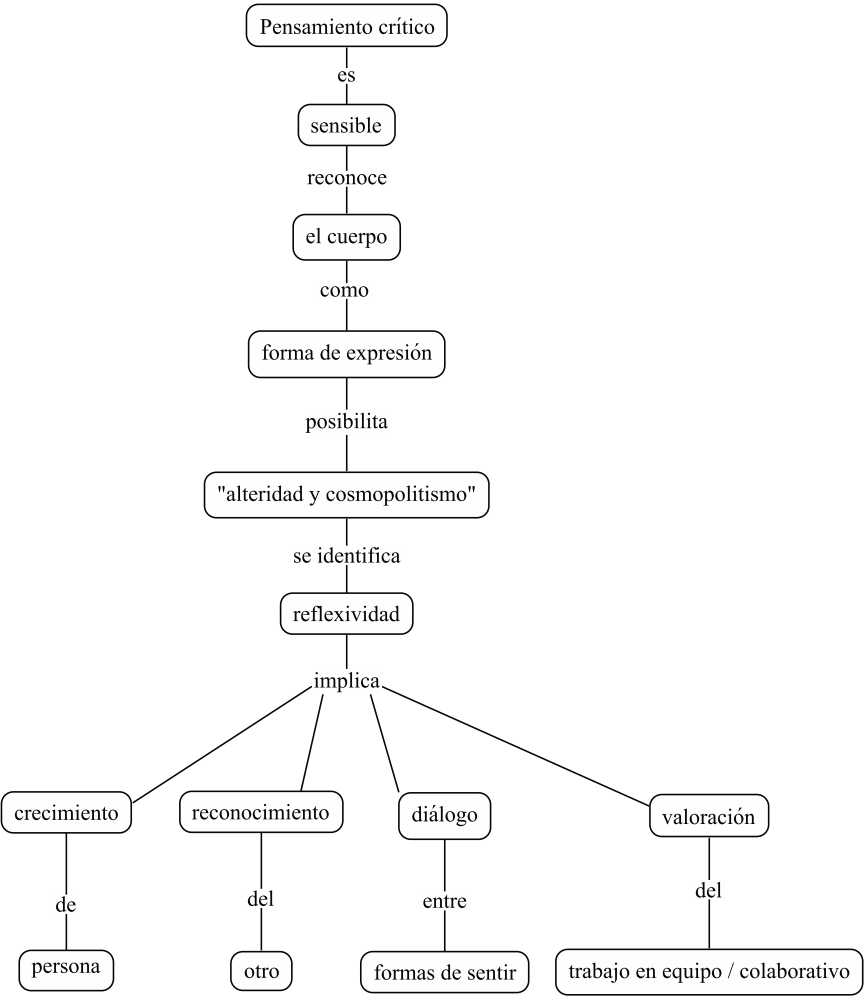 Pensamiento crítico
es
sensible
reconoce
el cuerpo
como
forma de expresión
posibilita
"alteridad y cosmopolitismo"
se identifica
reflexividad
implica
crecimiento
reconocimiento
diálogo
valoración
de
del
entre
del
persona
otro
formas de sentir
trabajo en equipo / colaborativo